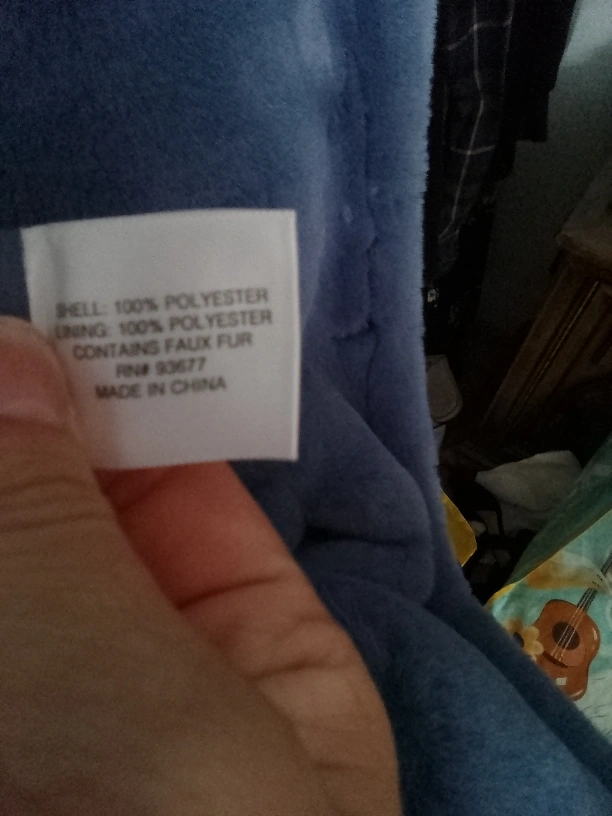 SHELL: 100% POLYESTER
LINING: 100% POLYESTER
CONTAINS FAUX FUR
RN# 93677
MADE IN CHINA